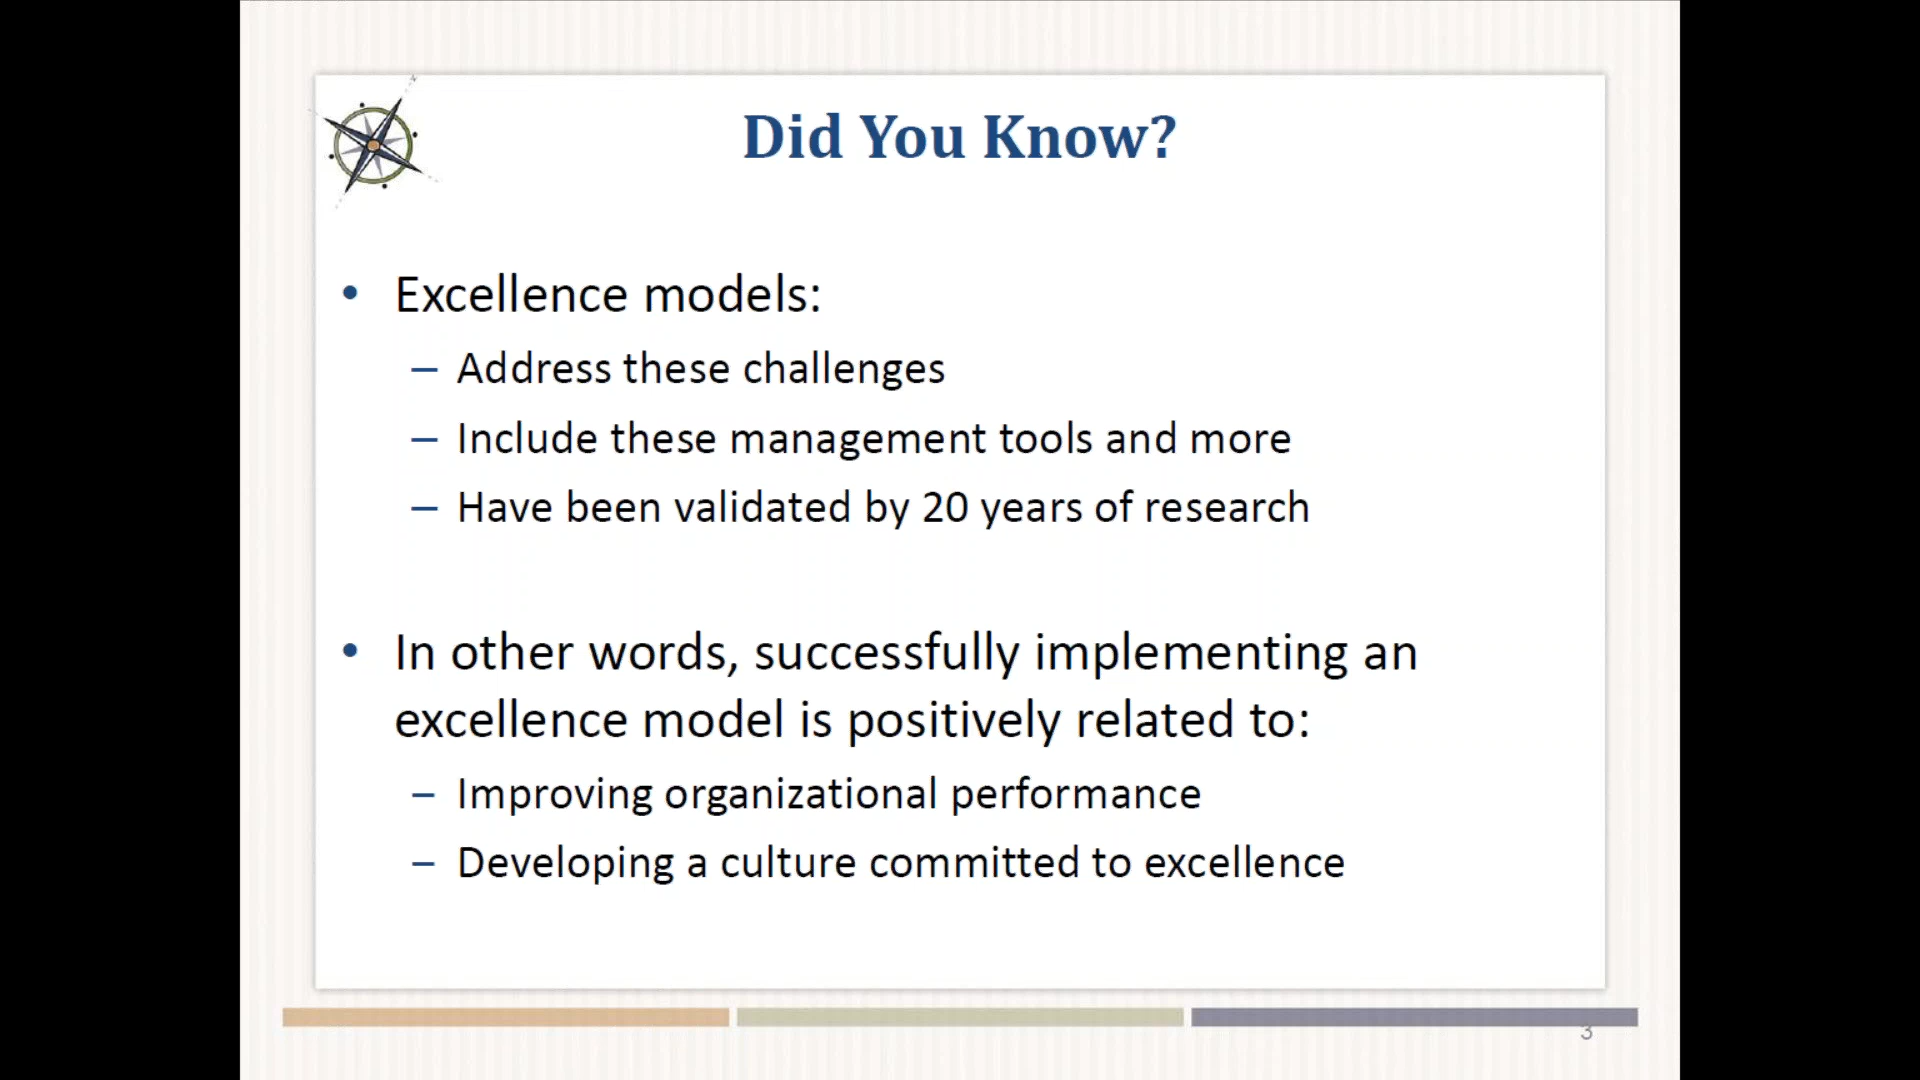 Did You Know?
• Excellence models:
– Address these challenges
– Include these management tools and more
– Have been validated by 20 years of research
• In other words, successfully implementing an
excellence model is positively related to:
– Improving organizational performance
– Developing a culture committed to excellence
3